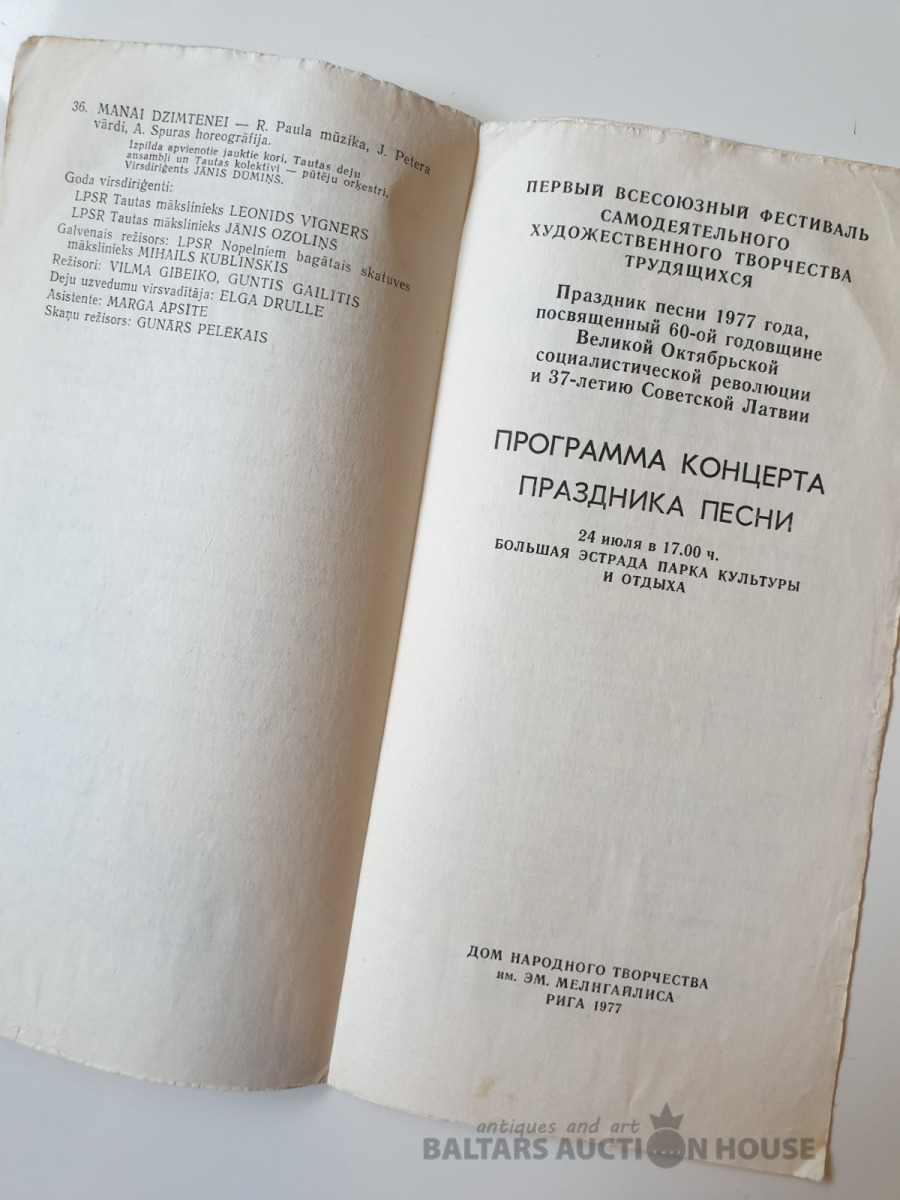 36. MANAI DZIMTENEI — R. Paula mūzika, J. Petera
vārdi, A. Spuras horeogrāfija.
Izpilda apvienotie jauktie kori, Tautas deju
ansambļi un Tautas kolektīvi — pūtēju orķestri.
Virsdiriģents JĀNIS DŪMIŅŠ.
Goda virsdiriģenti:
LPSR Tautas mākslinieks LEONĪDS VĪGNERS
LPSR Tautas mākslinieks JĀNIS OZOLIŅŠ
Galvenais režisors: LPSR Nopelniem bagātais skatuves
mākslinieks MIHAILS KUBLINSKIS
Režisori: VILMA GIBEIKO, GUNTIS GAILĪTIS
Deju uzvedumu virsvadītāja: ELGA DRULLE
Asistente: MARGA APSĪTE
Skaņu režisors: GUNĀRS PELĒKAIS
ПЕРВЫЙ ВСЕСОЮЗНЫЙ ФЕСТИВАЛЬ
САМОДЕЯТЕЛЬНОГО
ХУДОЖЕСТВЕННОГО ТВОРЧЕСТВА
ТРУДЯЩИХСЯ
Праздник песни 1977 года,
посвященный 60-ой годовщине
Великой Октябрьской
социалистической революции
и 37-летию Советской Латвии
ПРОГРАММА КОНЦЕРТА
ПРАЗДНИКА ПЕСНИ
24 июля в 17.00 ч.
БОЛЬШАЯ ЭСТРАДА ПАРКА КУЛЬТУРЫ
И ОТДЫХА
ДОМ НАРОДНОГО ТВОРЧЕСТВА
им. ЭМ. МЕЛНГАЙЛИСА
РИГА 1977
antiques and art
BALTARS AUCTION HOUSE